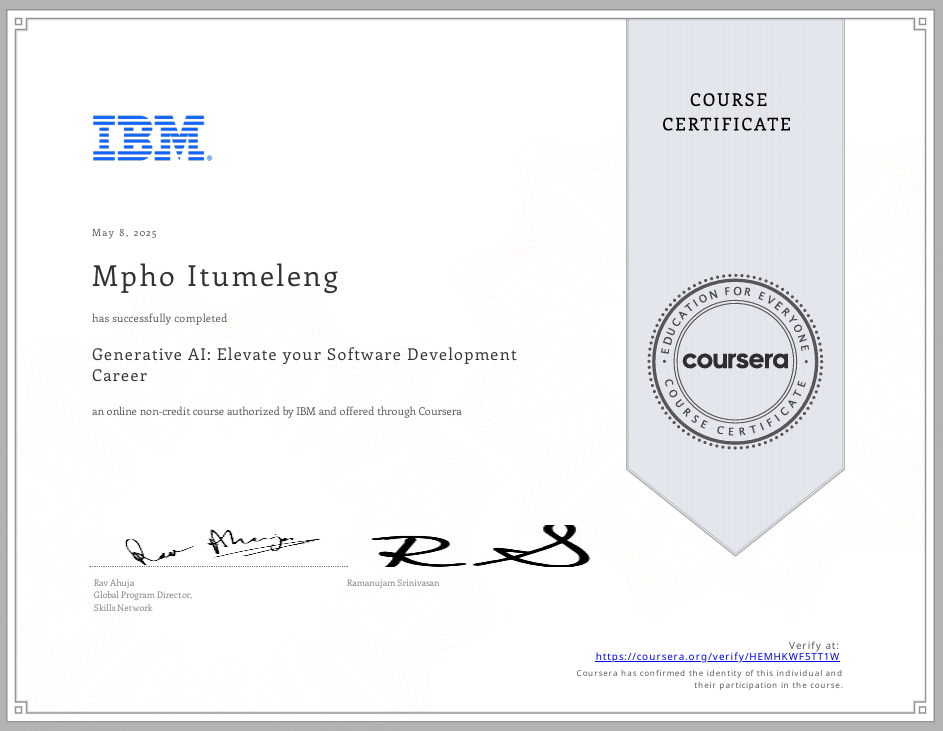 COURSE
CERTIFICATE
IBM®
May 8, 2025
Mpho Itumeleng
has successfully completed
Generative AI: Elevate your Software Development
Career
an online non-credit course authorized by IBM and offered through Coursera
EDUCATION FOR EVERYONE
coursera
COURSE CERTIFICATE
Rav Ahuja
R S
Rav Ahuja
Global Program Director,
Skills Network
Ramanujam Srinivasan
Verify at:
https://coursera.org/verify/HEMHKWF5TT1W
Coursera has confirmed the identity of this individual and
their participation in the course.